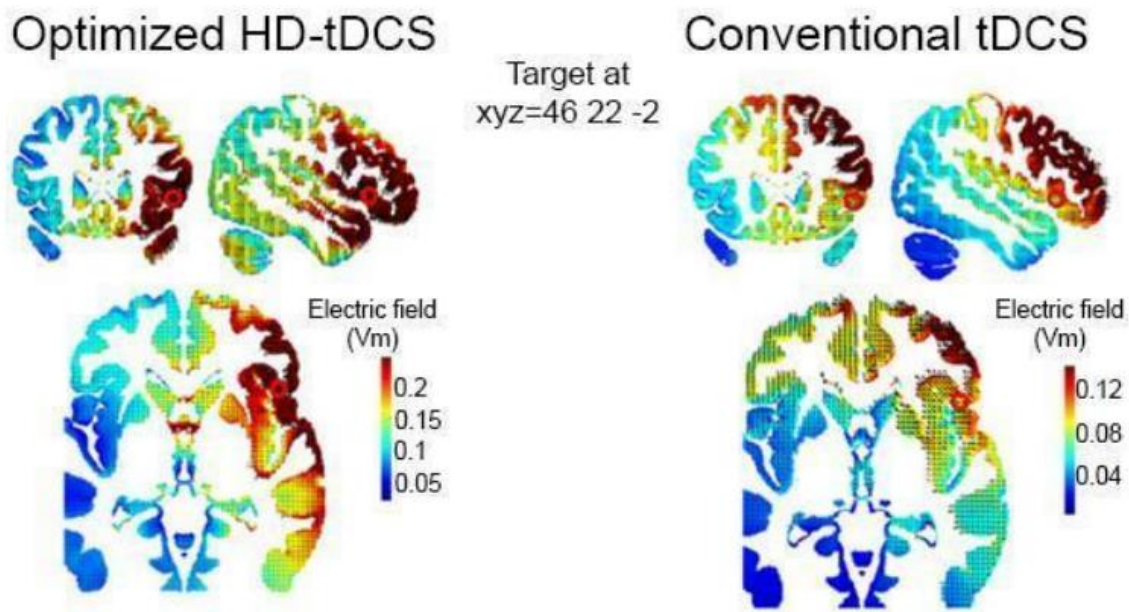 Optimized HD-tDCS
Conventional tDCS
Target at
xyz=46 22 -2
Electric field
(Vm)
0.2
0.15
0.1
0.05
Electric field
(Vm)
0.12
0.08
0.04